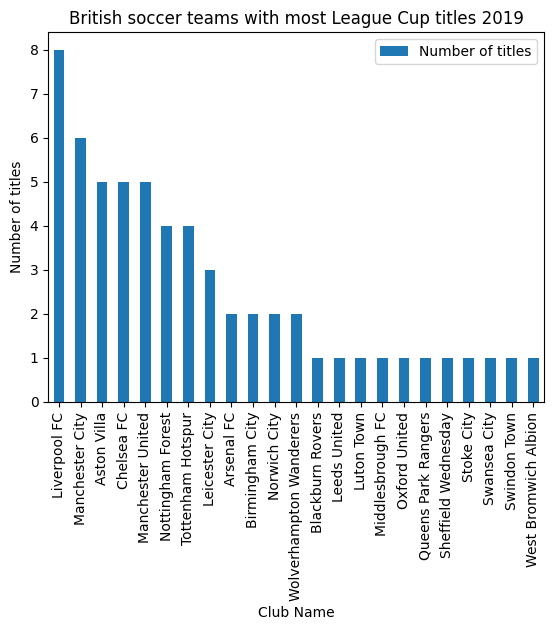 British soccer teams with most League Cup titles 2019
Number of titles
Number of titles
8
7
6
5
4
3
2
1
0
Liverpool FC
Manchester City
Aston Villa
Chelsea FC
Manchester United
Nottingham Forest
Tottenham Hotspur
Leicester City
Arsenal FC
Birmingham City
Norwich City
Wolverhampton Wanderers
Blackburn Rovers
Leeds United
Luton Town
Middlesbrough FC
Oxford United
Queens Park Rangers
Sheffield Wednesday
Stoke City
Swansea City
Swindon Town
West Bromwich Albion
Club Name